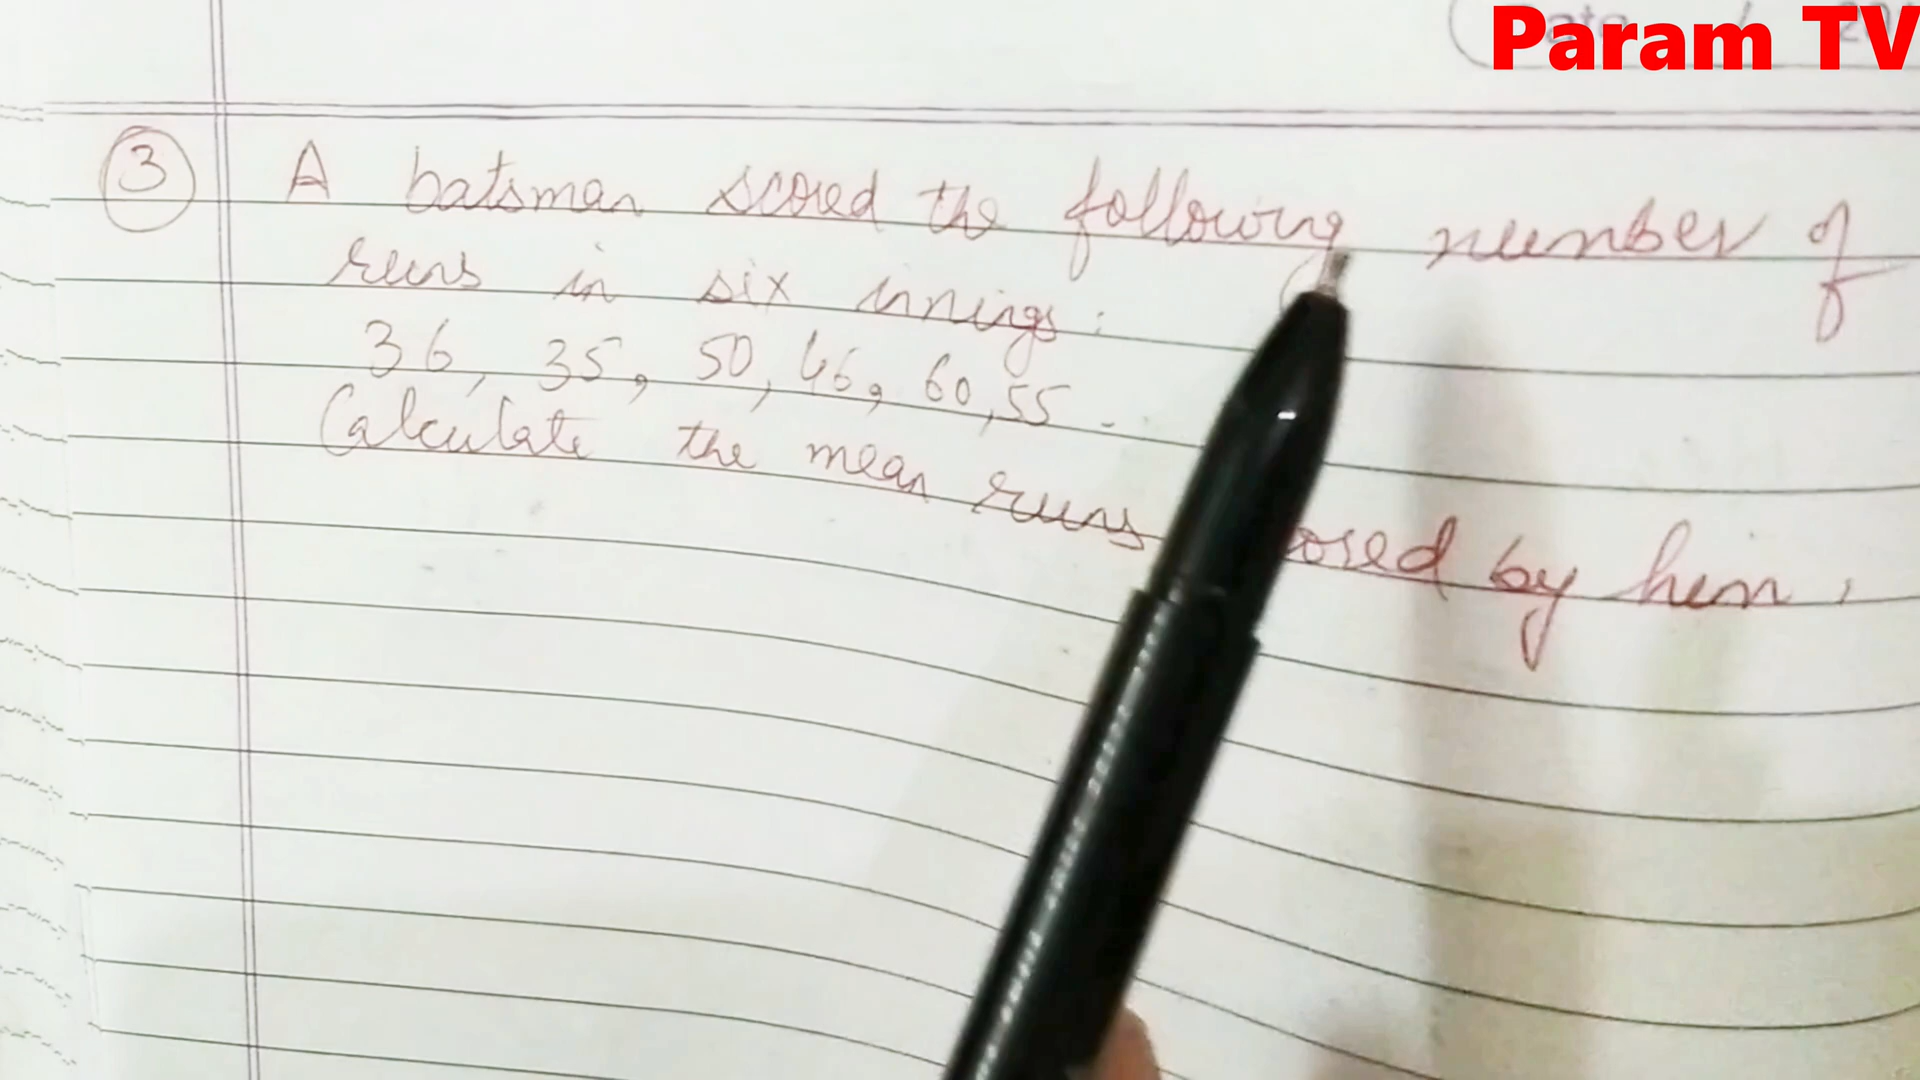 Param TV
3 A batsman scored the following number of
runs in six innings:
36, 35, 50, 46, 60, 55.
Calculate the mean runs by him.